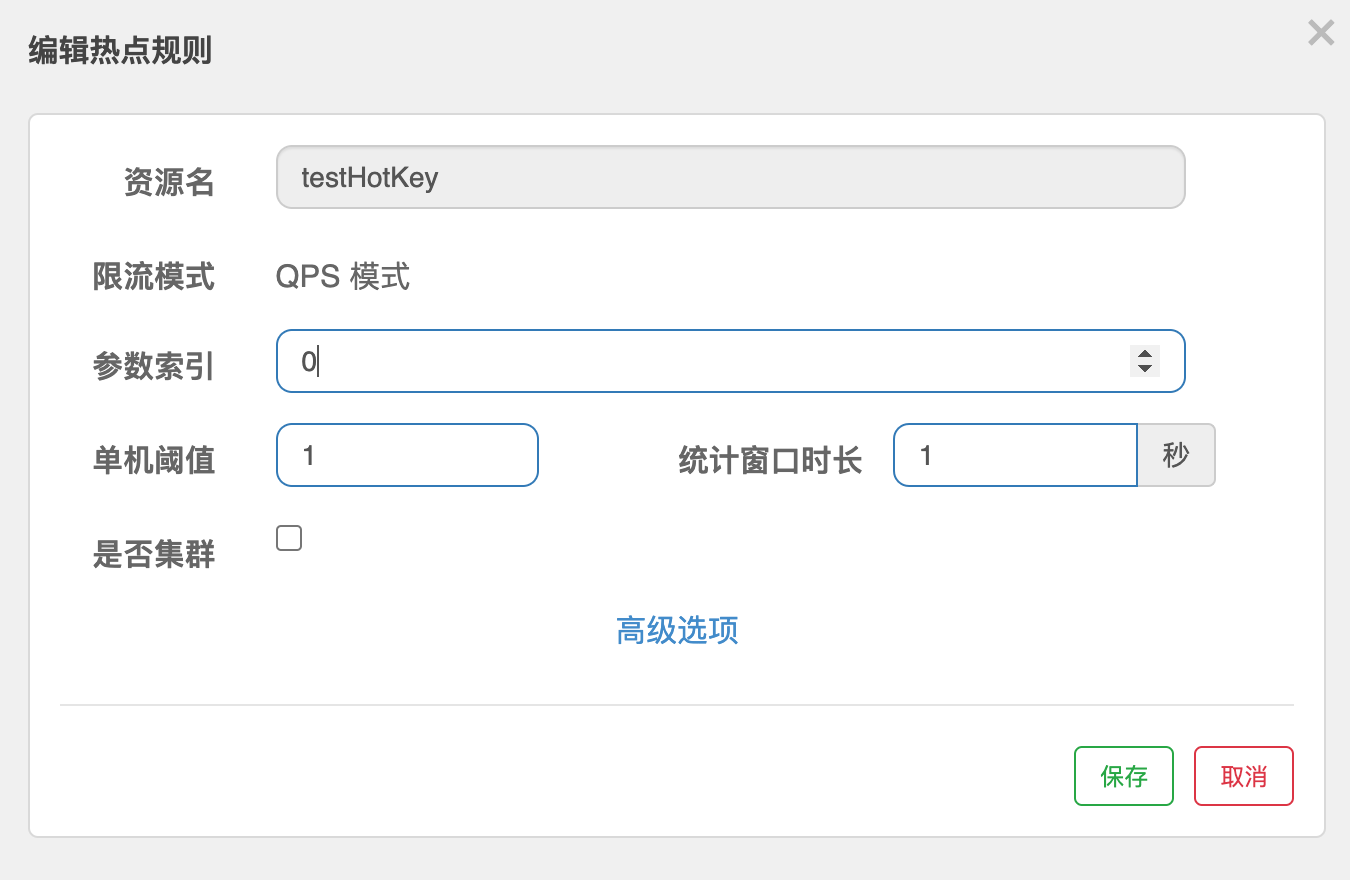 编辑热点规则
资源名 testHotKey
限流模式 QPS 模式
参数索引 0
单机阈值 1 统计窗口时长 1 秒
是否集群
高级选项
保存 取消